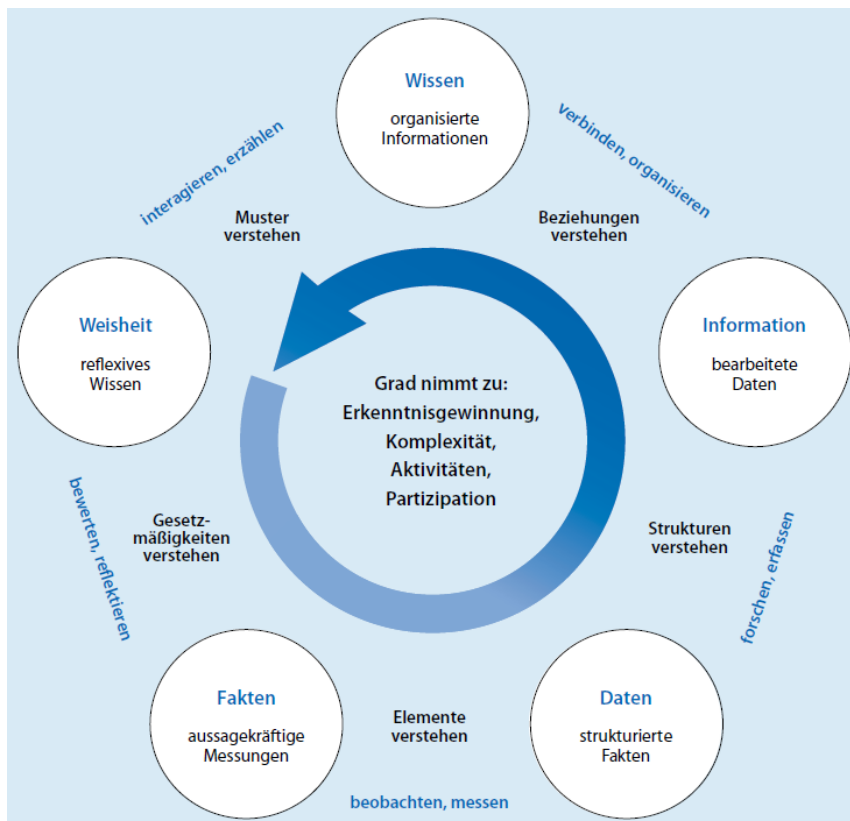 Wissen
organisierte
Informationen
interagieren, erzählen
verbinden, organisieren
Muster
verstehen
Beziehungen
verstehen
Weisheit
reflexives
Wissen
Information
bearbeitete
Daten
Grad nimmt zu:
Erkenntnisgewinnung,
Komplexität,
Aktivitäten,
Partizipation
bewerten, reflektieren
Gesetz-
mäßigkeiten
verstehen
Strukturen
verstehen
forschen, erfassen
Fakten
aussagekräftige
Messungen
Elemente
verstehen
Daten
strukturierte
Fakten
beobachten, messen